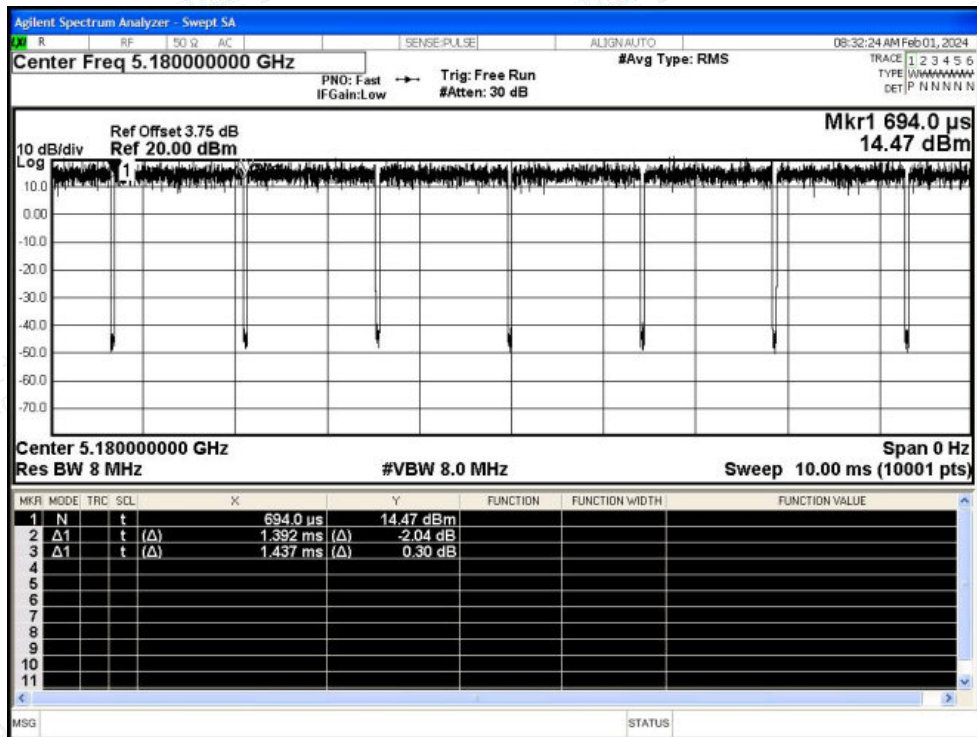 Agilent Spectrum Analyzer - Swept SA
LXI R RF 50 Ω AC SENSE:PULSE ALIGN AUTO 08:32:24 AM Feb 01, 2024
Center Freq 5.180000000 GHz
#Avg Type: RMS
TRACE 1 2 3 4 5 6
PNO: Fast
Trig: Free Run
TYPE WWWWWW
IFGain:Low
#Atten: 30 dB
DET P N N N N N
Mkr1 694.0 µs
Ref Offset 3.75 dB
10 dB/div Ref 20.00 dBm 14.47 dBm
Log
1
10.0
0.00
-10.0
-20.0
-30.0
-40.0
-50.0
-60.0
-70.0
Center 5.180000000 GHz Span 0 Hz
Res BW 8 MHz #VBW 8.0 MHz Sweep 10.00 ms (10001 pts)
MKR MODE TRC SCL X Y FUNCTION FUNCTION WIDTH FUNCTION VALUE
1 N t 694.0 µs 14.47 dBm
2 Δ1 t (Δ) 1.392 ms (Δ) -2.04 dB
3 Δ1 t (Δ) 1.437 ms (Δ) 0.30 dB
4
5
6
7
8
9
10
11
MSG STATUS